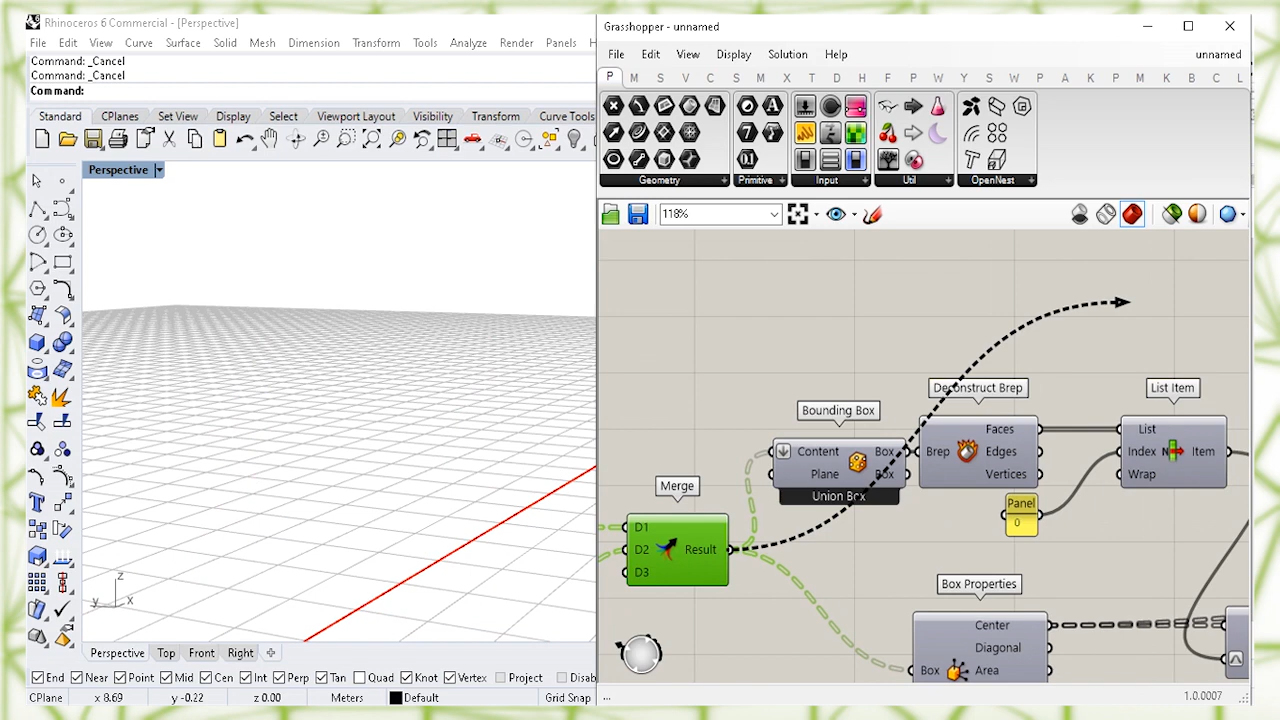 Rhinoceros 6 Commercial - [Perspective]
File Edit View Curve Surface Solid Mesh Dimension Transform Tools Analyze Render Panels H
Command: _Cancel
Command: _Cancel
Command:
Standard CPlanes Set View Display Select Viewport Layout Visibility Transform Curve Tools
Perspective
z
y x
Perspective Top Front Right
End Near Point Mid Cen Int Perp Tan Quad Knot Vertex Project Disab
CPlane x 8.69 y -0.22 z 0.00 Meters Default Grid Snap
Grasshopper - unnamed
File Edit View Display Solution Help unnamed
P M S V C S M X T D H F P W Y S W P A K P M K B C L
Geometry Primitive Input Util OpenNest
118%
Deconstruct Brep
List Item
Bounding Box
Faces
List
Content Box
Brep Edges
Index Item
Plane Box
Vertices
Wrap
Merge
Union Box
Panel
0
D1
D2 Result
D3
Box Properties
Center
Diagonal
Box Area
... 1.0.0007